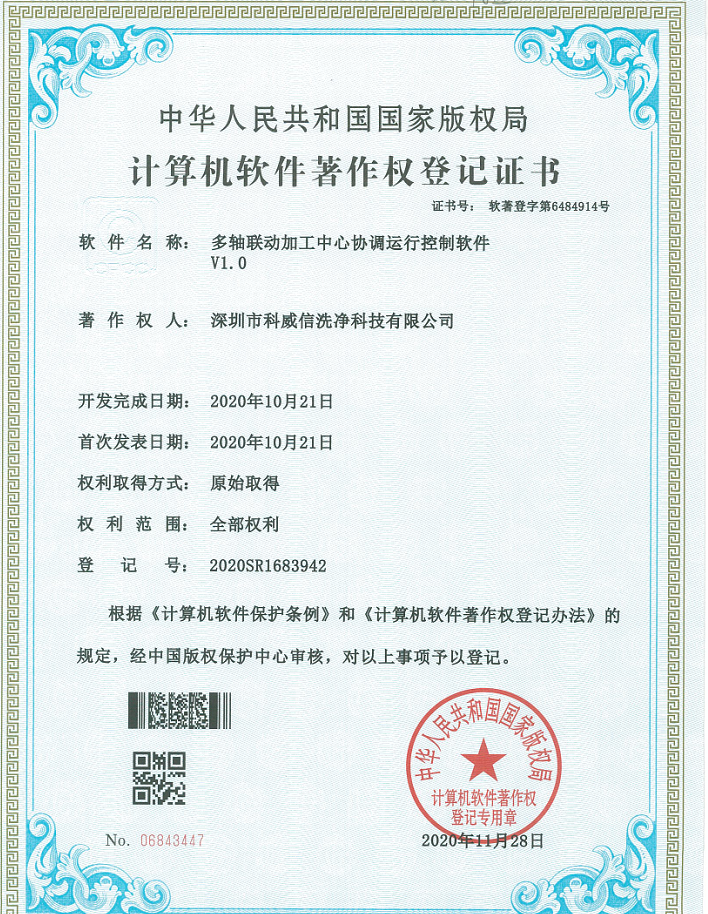 中华人民共和国国家版权局
计算机软件著作权登记证书
证书号： 软著登字第6484914号
软件名称： 多轴联动加工中心协调运行控制软件
V1.0
著作权人： 深圳市科威信洗净科技有限公司
开发完成日期： 2020年10月21日
首次发表日期： 2020年10月21日
权利取得方式： 原始取得
权利范围： 全部权利
登记号： 2020SR1683942
根据《计算机软件保护条例》和《计算机软件著作权登记办法》的
规定，经中国版权保护中心审核，对以上事项予以登记。
中华人民共和国国家版权局
计算机软件著作权
登记专用章
No. 06843447
2020年11月28日